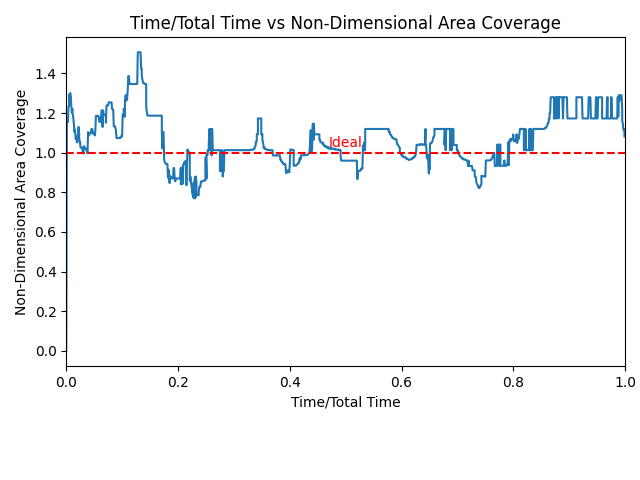 Time/Total Time vs Non-Dimensional Area Coverage
Non-Dimensional Area Coverage
1.4
1.2
1.0
0.8
0.6
0.4
0.2
0.0
Ideal
0.0 0.2 0.4 0.6 0.8 1.0
Time/Total Time